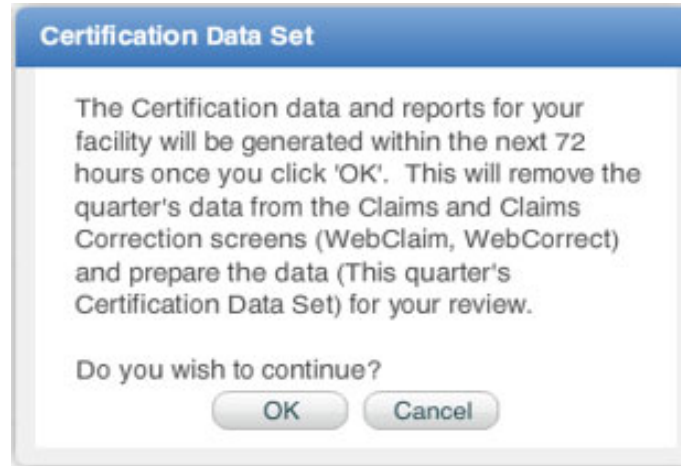 Certification Data Set
The Certification data and reports for your
facility will be generated within the next 72
hours once you click 'OK'.  This will remove the
quarter's data from the Claims and Claims
Correction screens (WebClaim, WebCorrect)
and prepare the data (This quarter's
Certification Data Set) for your review.
Do you wish to continue?
OK Cancel